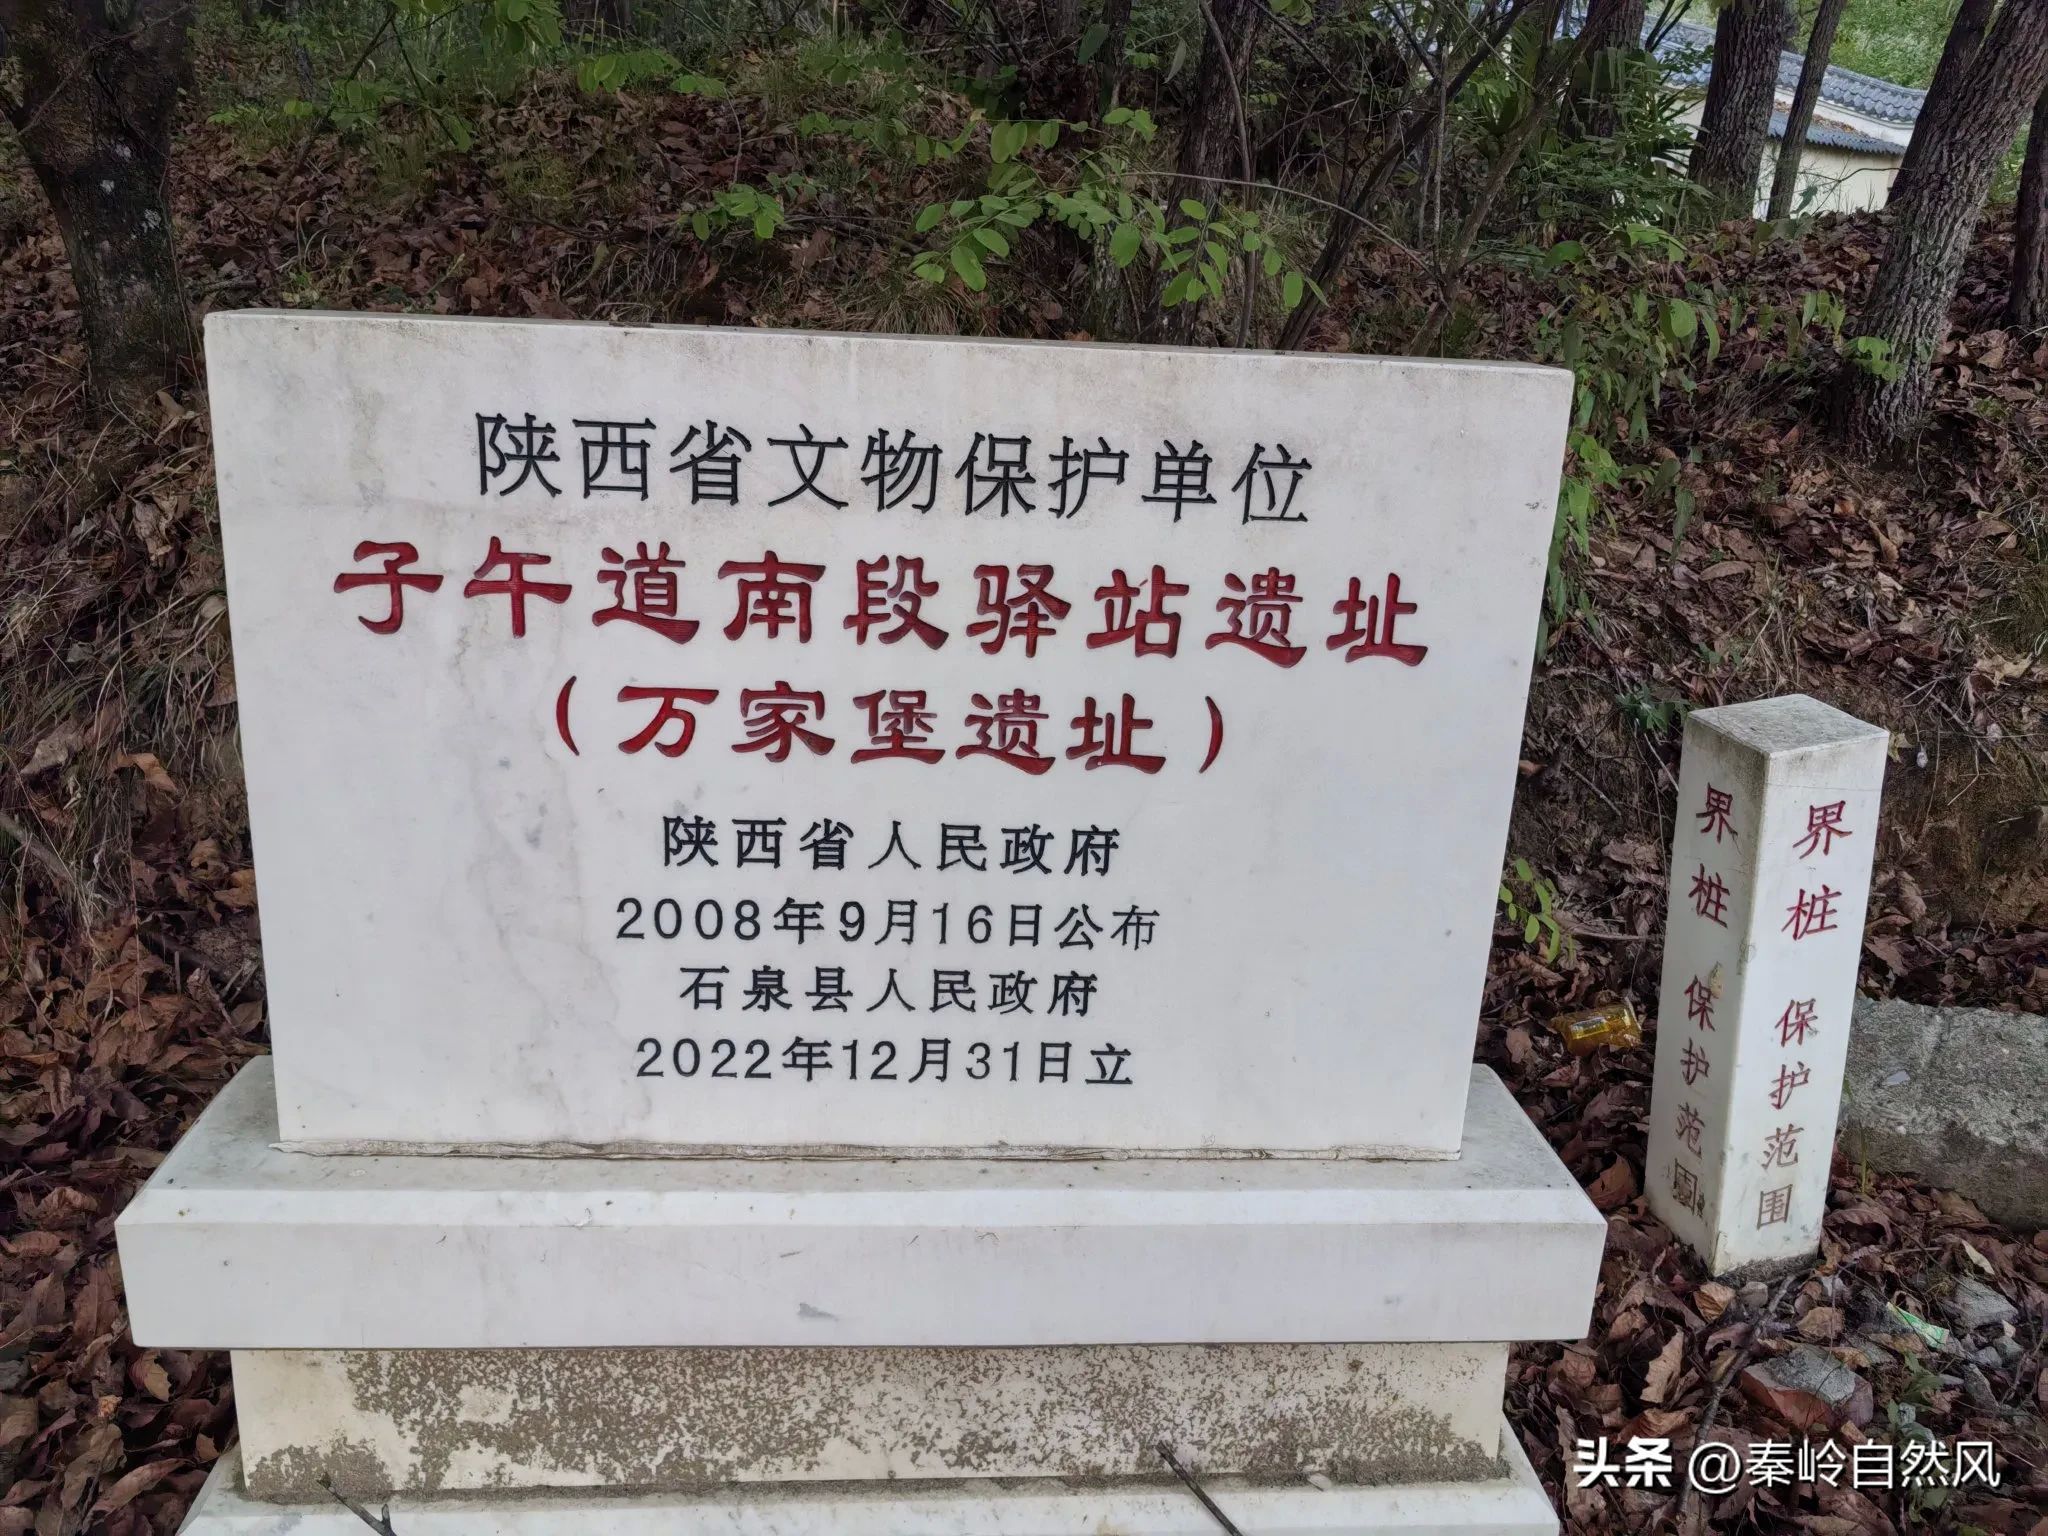 陕西省文物保护单位
子午道南段驿站遗址
（万家堡遗址）
陕西省人民政府
2008年9月16日公布
石泉县人民政府
2022年12月31日立
界桩 保护范围
界桩 保护范围
头条 @秦岭自然风